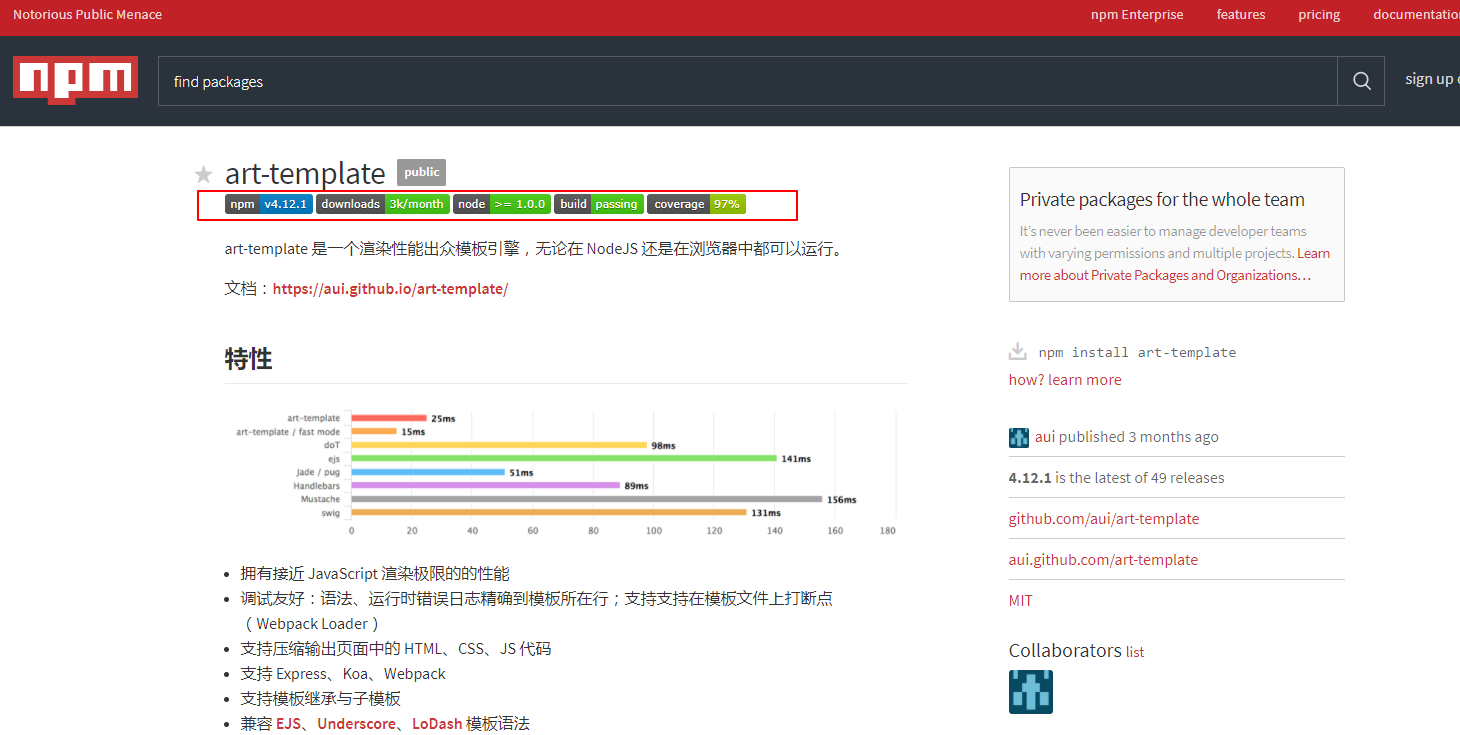 Notorious Public Menace
npm Enterprise features pricing documentation
npm
find packages
sign up
art-template public
npm v4.12.1 downloads 3k/month node >= 1.0.0 build passing coverage 97%
art-template 是一个渲染性能出众模板引擎，无论在 NodeJS 还是在浏览器中都可以运行。
文档：https://aui.github.io/art-template/
特性
art-template 25ms
art-template / fast mode 15ms
doT 98ms
ejs 141ms
Jade / pug 51ms
Handlebars 89ms
Mustache 156ms
swig 131ms
0 20 40 60 80 100 120 140 160 180
拥有接近 JavaScript 渲染极限的的性能
调试友好：语法、运行时错误日志精确到模板所在行；支持支持在模板文件上打断点
（Webpack Loader）
支持压缩输出页面中的 HTML、CSS、JS 代码
支持 Express、Koa、Webpack
支持模板继承与子模板
兼容 EJS、Underscore、LoDash 模板语法
Private packages for the whole team
It's never been easier to manage developer teams
with varying permissions and multiple projects. Learn
more about Private Packages and Organizations…
npm install art-template
how? learn more
aui published 3 months ago
4.12.1 is the latest of 49 releases
github.com/aui/art-template
aui.github.com/art-template
MIT
Collaborators list